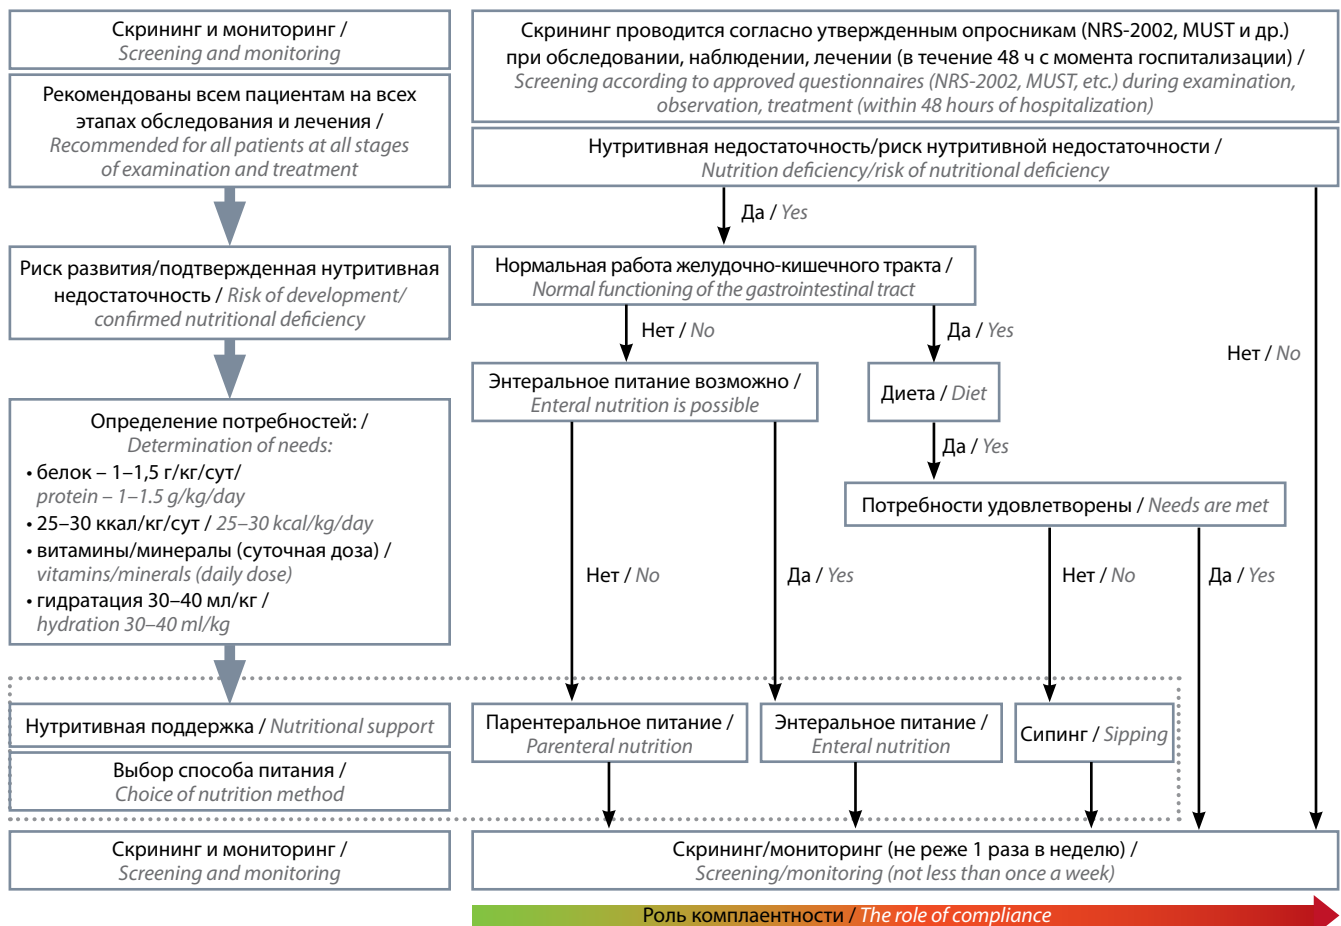 Скрининг и мониторинг /
Screening and monitoring
Рекомендованы всем пациентам на всех
этапах обследования и лечения /
Recommended for all patients at all stages
of examination and treatment
Риск развития/подтвержденная нутритивная
недостаточность / Risk of development/
confirmed nutritional deficiency
Определение потребностей: /
Determination of needs:
• белок – 1–1,5 г/кг/сут/
protein – 1–1.5 g/kg/day
• 25–30 ккал/кг/сут / 25–30 kcal/kg/day
• витамины/минералы (суточная доза) /
vitamins/minerals (daily dose)
• гидратация 30–40 мл/кг /
hydration 30–40 ml/kg
Нутритивная поддержка / Nutritional support
Выбор способа питания /
Choice of nutrition method
Скрининг и мониторинг /
Screening and monitoring
Скрининг проводится согласно утвержденным опросникам (NRS-2002, MUST и др.)
при обследовании, наблюдении, лечении (в течение 48 ч с момента госпитализации) /
Screening according to approved questionnaires (NRS-2002, MUST, etc.) during examination,
observation, treatment (within 48 hours of hospitalization)
Нутритивная недостаточность/риск нутритивной недостаточности /
Nutrition deficiency/risk of nutritional deficiency
Да / Yes
Нормальная работа желудочно-кишечного тракта /
Normal functioning of the gastrointestinal tract
Нет / No
Да / Yes
Нет / No
Энтеральное питание возможно /
Enteral nutrition is possible
Диета / Diet
Да / Yes
Потребности удовлетворены / Needs are met
Нет / No
Да / Yes
Нет / No
Да / Yes
Парентеральное питание /
Parenteral nutrition
Энтеральное питание /
Enteral nutrition
Сипинг / Sipping
Скрининг/мониторинг (не реже 1 раза в неделю) /
Screening/monitoring (not less than once a week)
Роль комплаентности / The role of compliance